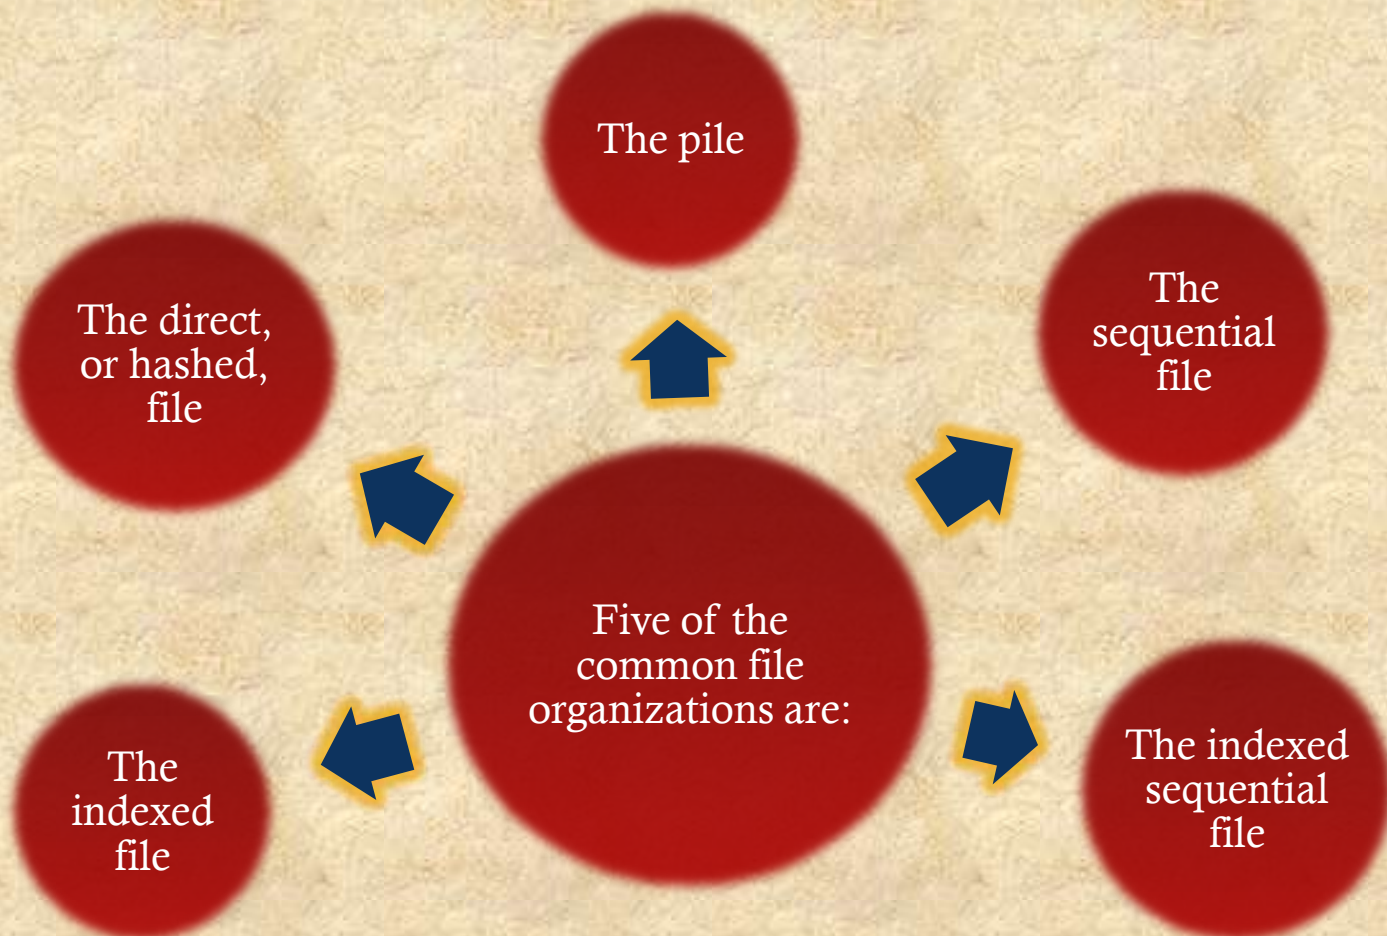 Five of the
common file
organizations are:
The pile
The
sequential
file
The indexed
sequential
file
The
indexed
file
The direct,
or hashed,
file